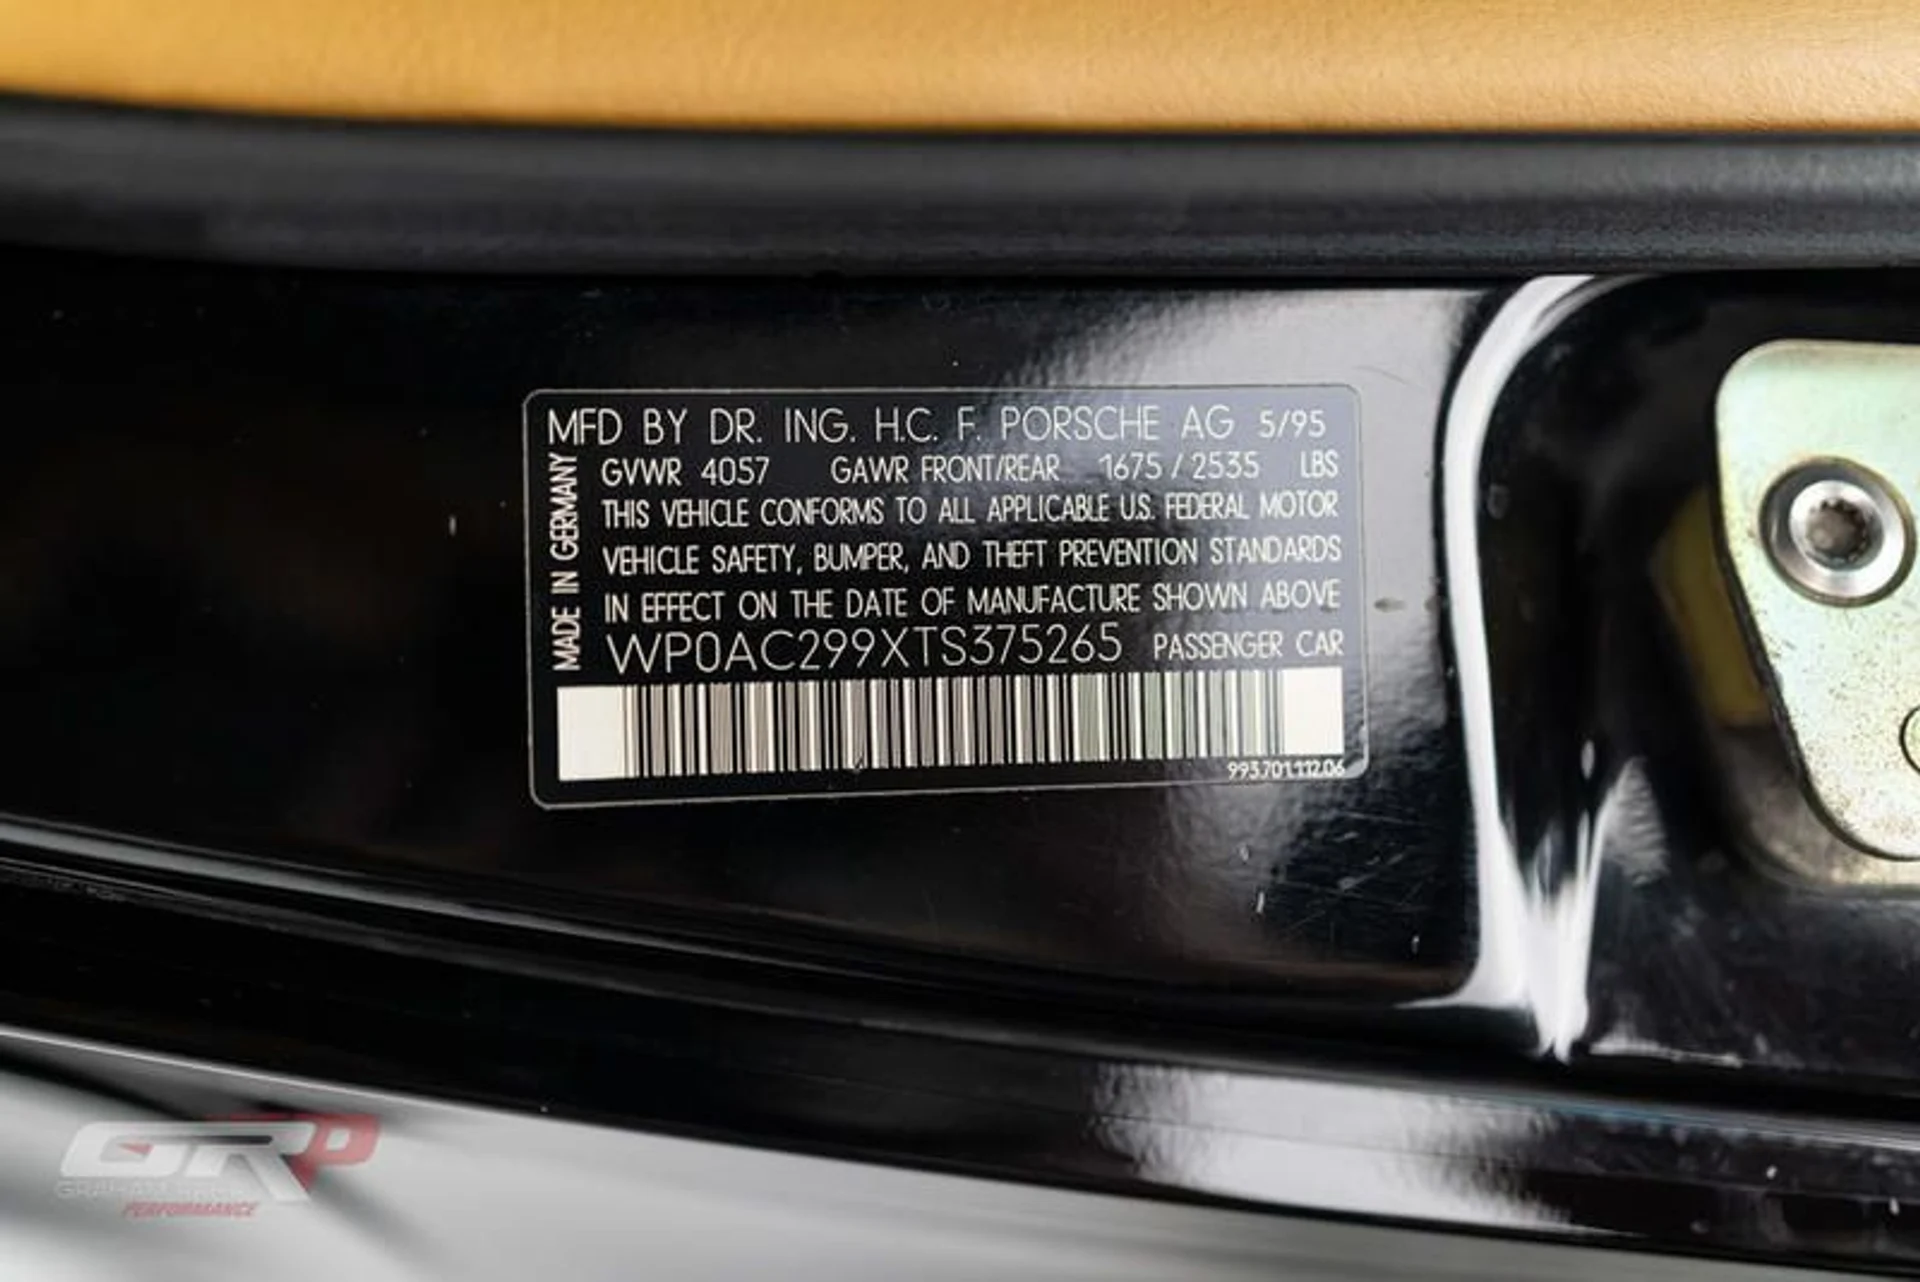 MFD BY DR. ING. H.C. F. PORSCHE AG 5/95
GVWR 4057 GAWR FRONT/REAR 1675 / 2535 LBS
THIS VEHICLE CONFORMS TO ALL APPLICABLE U.S. FEDERAL MOTOR
VEHICLE SAFETY, BUMPER, AND THEFT PREVENTION STANDARDS
IN EFFECT ON THE DATE OF MANUFACTURE SHOWN ABOVE
WP0AC299XTS375265 PASSENGER CAR
MADE IN GERMANY
993.701.112.06
GRP
PERFORMANCE